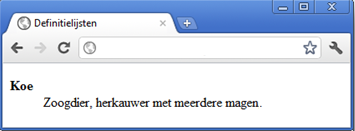 Definitielijsten
Koe
Zoogdier, herkauwer met meerdere magen.